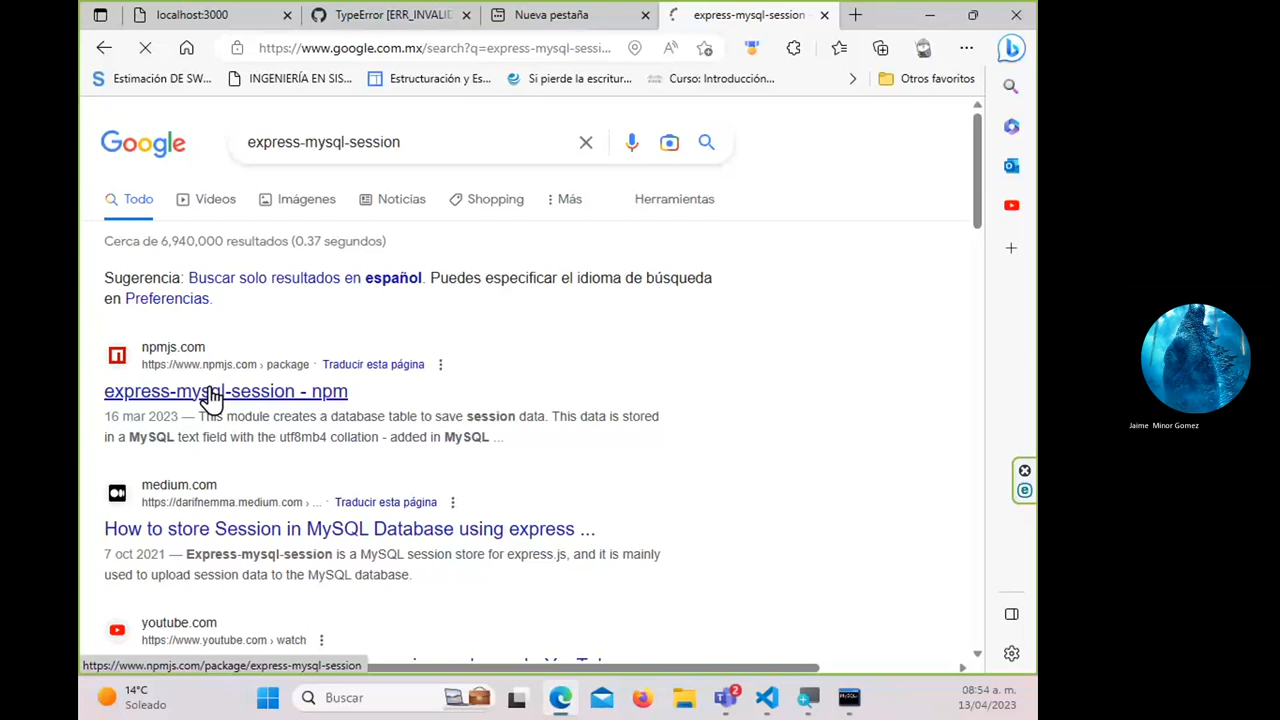 localhost:3000
TypeError [ERR_INVALID
Nueva pestaña
express-mysql-session -
https://www.google.com.mx/search?q=express-mysql-sessi...
Estimación DE SW...
INGENIERÍA EN SIS...
Estructuración y Es...
Si pierde la escritur...
Curso: Introducción...
Otros favoritos
Google
express-mysql-session
Todo
Vídeos
Imágenes
Noticias
Shopping
Más
Herramientas
Cerca de 6,940,000 resultados (0.37 segundos)
Sugerencia: Buscar solo resultados en español. Puedes especificar el idioma de búsqueda
en Preferencias.
npmjs.com
https://www.npmjs.com › package · Traducir esta página
express-mysql-session - npm
16 mar 2023 — This module creates a database table to save session data. This data is stored
in a MySQL text field with the utf8mb4 collation - added in MySQL ...
medium.com
https://darifnemma.medium.com › ... Traducir esta página
How to store Session in MySQL Database using express ...
7 oct 2021 — Express-mysql-session is a MySQL session store for express.js, and it is mainly
used to upload session data to the MySQL database.
youtube.com
https://www.youtube.com › watch
https://www.npmjs.com/package/express-mysql-session
14°C
Soleado
Buscar
2
08:54 a. m.
13/04/2023
Jaime Minor Gomez